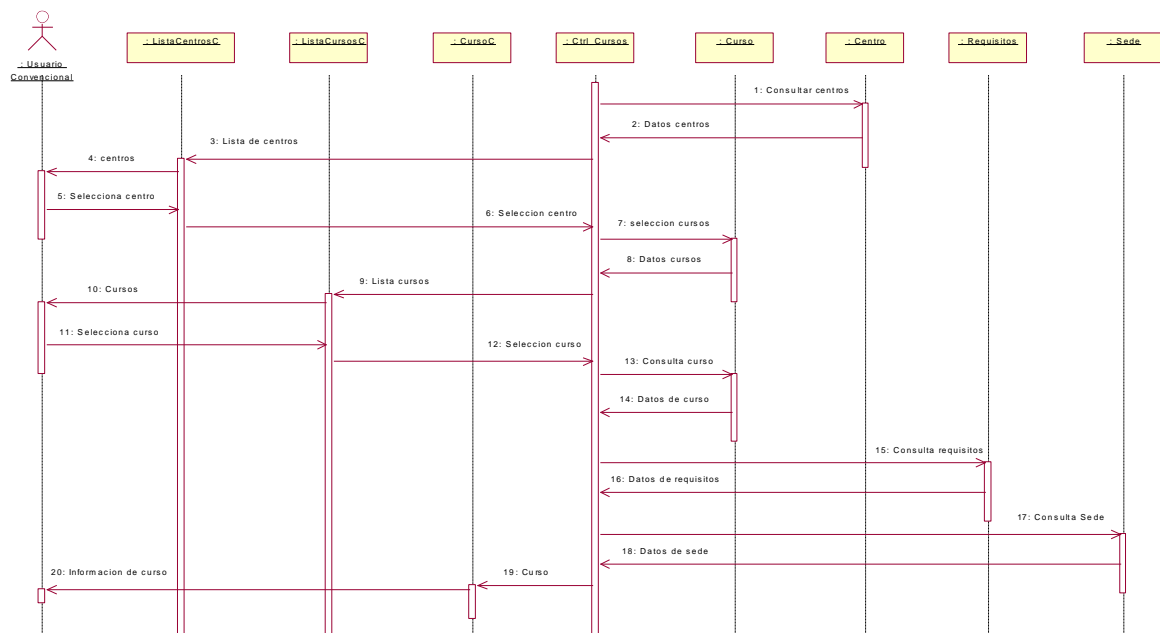 : ListaCentrosC
: ListaCursosC
: CursoC
: Ctrl_Cursos
: Curso
: Centro
: Requisitos
: Sede
: Usuario
Convencional
1: Consultar centros
2: Datos centros
3: Lista de centros
4: centros
5: Selecciona centro
6: Seleccion centro
7: seleccion cursos
8: Datos cursos
9: Lista cursos
10: Cursos
11: Selecciona curso
12: Seleccion curso
13: Consulta curso
14: Datos de curso
15: Consulta requisitos
16: Datos de requisitos
17: Consulta Sede
18: Datos de sede
19: Curso
20: Informacion de curso